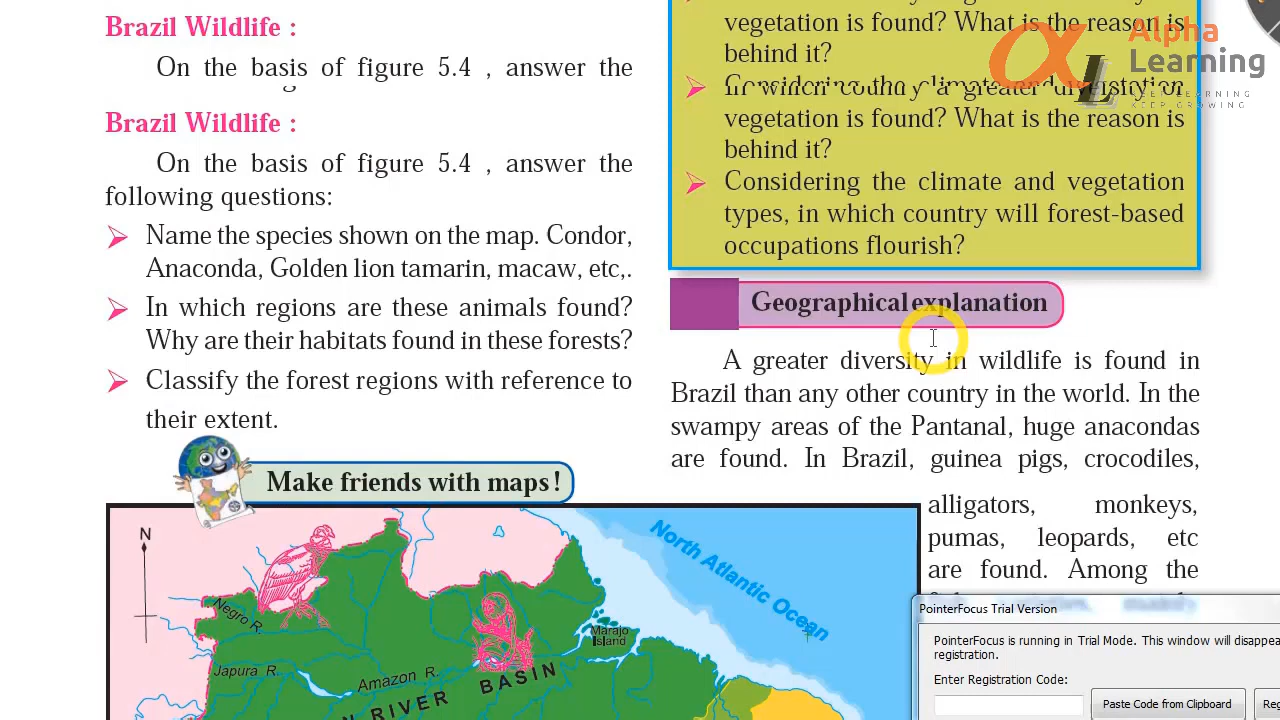 Brazil Wildlife :
On the basis of figure 5.4 , answer the
Brazil Wildlife :
On the basis of figure 5.4 , answer the
following questions:
Name the species shown on the map. Condor,
Anaconda, Golden lion tamarin, macaw, etc,.
In which regions are these animals found?
Why are their habitats found in these forests?
Classify the forest regions with reference to
their extent.
Make friends with maps!
N
Negro R.
Japura R.
Amazon R.
N RIVER BASIN
Marajo
Island
North Atlantic Ocean
vegetation is found? What is the reason is
behind it?
vegetation is found? What is the reason is
behind it?
Considering the climate and vegetation
types, in which country will forest-based
occupations flourish?
Geographical explanation
A greater diversity in wildlife is found in
Brazil than any other country in the world. In the
swampy areas of the Pantanal, huge anacondas
are found. In Brazil, guinea pigs, crocodiles,
alligators, monkeys,
pumas, leopards, etc
are found. Among the
Alpha
Learning
KEEP LEARNING
KEEP GROWING
PointerFocus Trial Version
PointerFocus is running in Trial Mode. This window will disappea
registration.
Enter Registration Code:
Paste Code from Clipboard
Reg